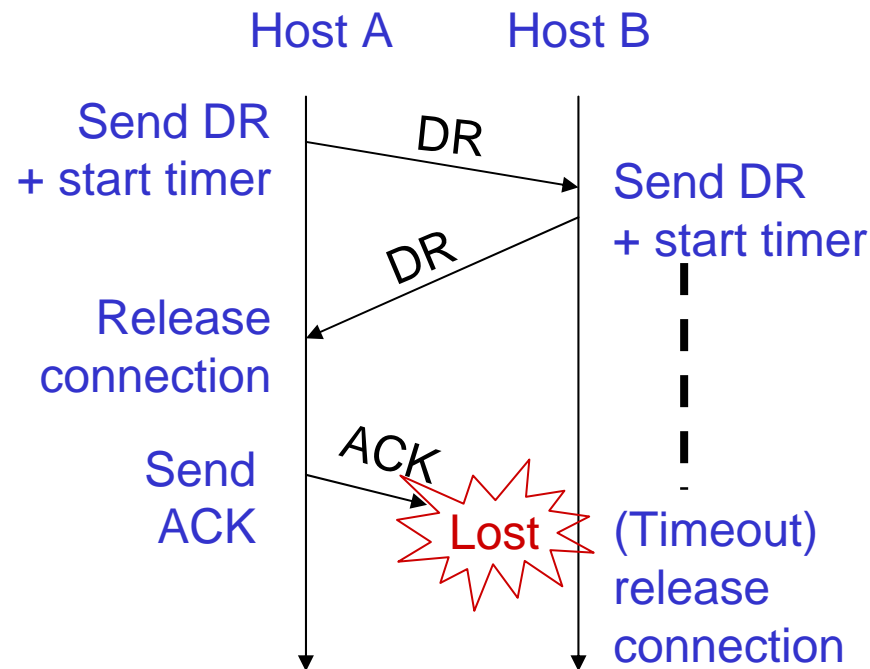 Host A
Host B
Send DR
+ start timer
DR
Send DR
+ start timer
DR
Release
connection
ACK
Send
ACK
Lost
(Timeout)
release
connection